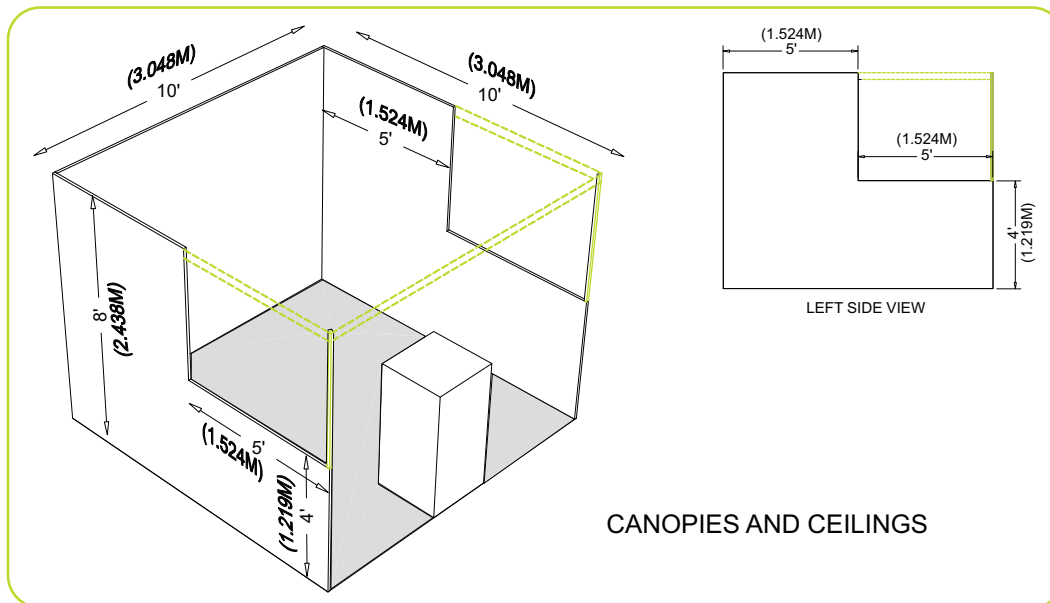 (3.048M)
10'
(3.048M)
10'
(1.524M)
5'
8'
(2.438M)
5'
(1.524M)
(1.219M)
4'
(1.524M)
5'
(1.524M)
5'
4'
(1.219M)
LEFT SIDE VIEW
CANOPIES AND CEILINGS